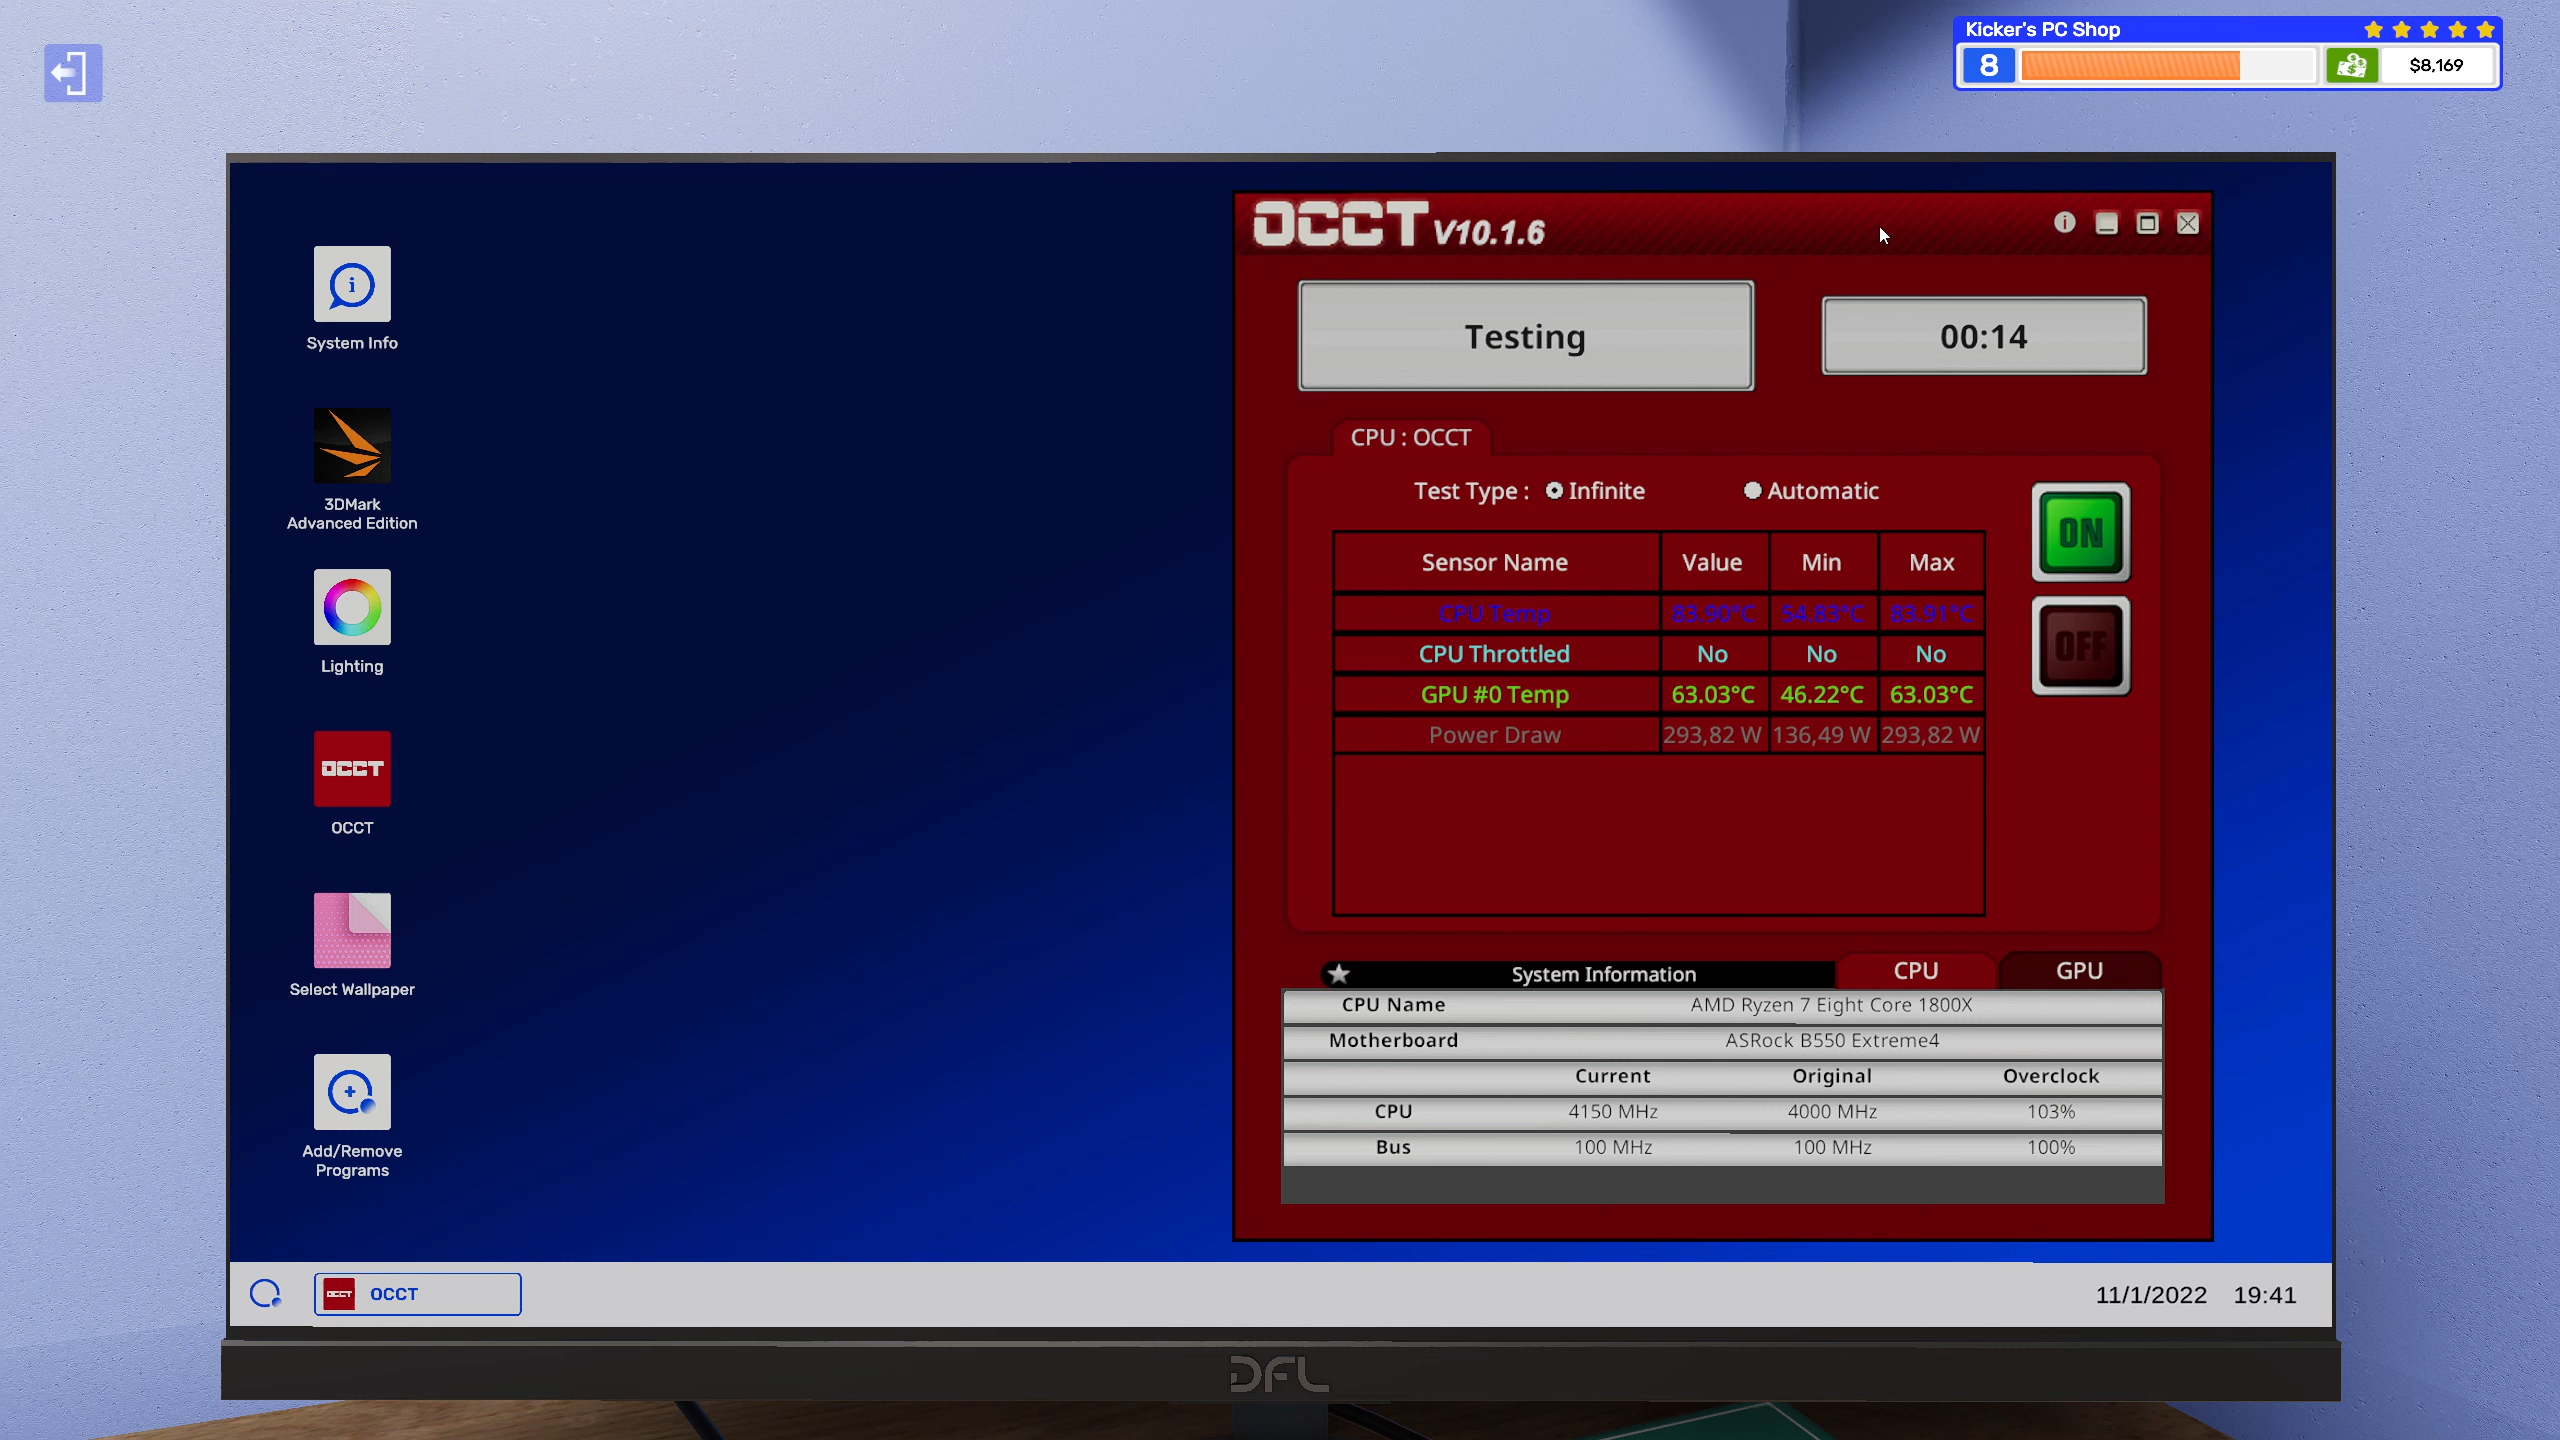 Kicker's PC Shop
8
$8,169
OCCT V10.1.6
Testing
00:14
CPU : OCCT
Test Type : Infinite Automatic
Sensor Name Value Min Max
CPU Temp 83.90°C 54.83°C 83.91°C
CPU Throttled No No No
GPU #0 Temp 63.03°C 46.22°C 63.03°C
Power Draw 293,82 W 136,49 W 293,82 W
ON
OFF
System Information CPU GPU
CPU Name AMD Ryzen 7 Eight Core 1800X
Motherboard ASRock B550 Extreme4
Current Original Overclock
CPU 4150 MHz 4000 MHz 103%
Bus 100 MHz 100 MHz 100%
System Info
3DMark
Advanced Edition
Lighting
OCCT
OCCT
Select Wallpaper
Add/Remove
Programs
OCCT
OCCT
11/1/2022 19:41
DFL